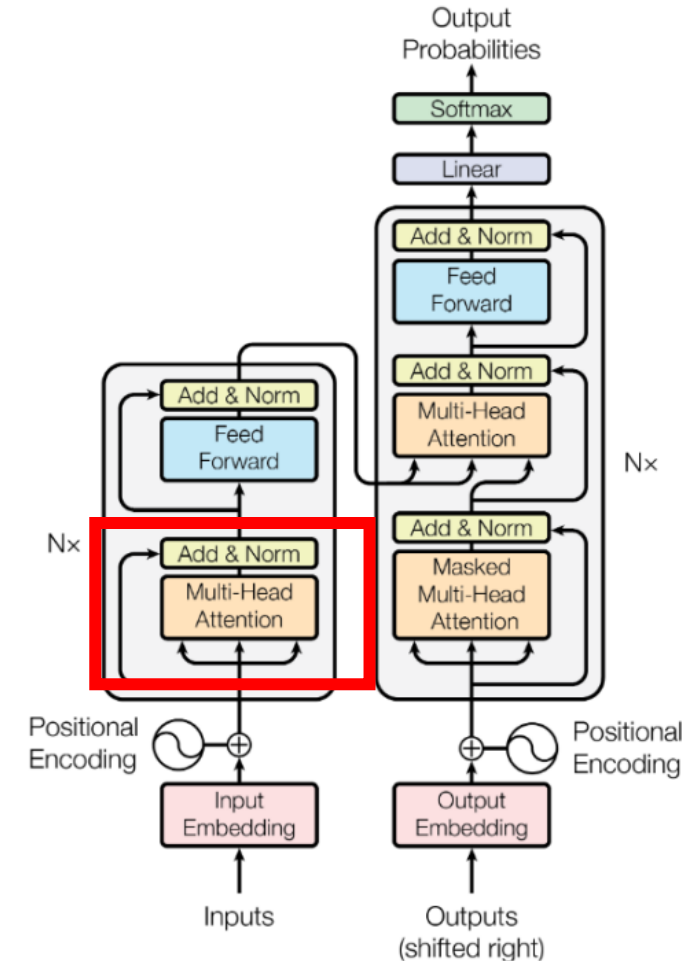 Output
Probabilities
Softmax
Linear
Add & Norm
Feed
Forward
Add & Norm
Multi-Head
Attention
Nx
Add & Norm
Masked
Multi-Head
Attention
Add & Norm
Feed
Forward
Nx
Add & Norm
Multi-Head
Attention
Positional
Encoding
Positional
Encoding
Input
Embedding
Output
Embedding
Inputs
Outputs
(shifted right)